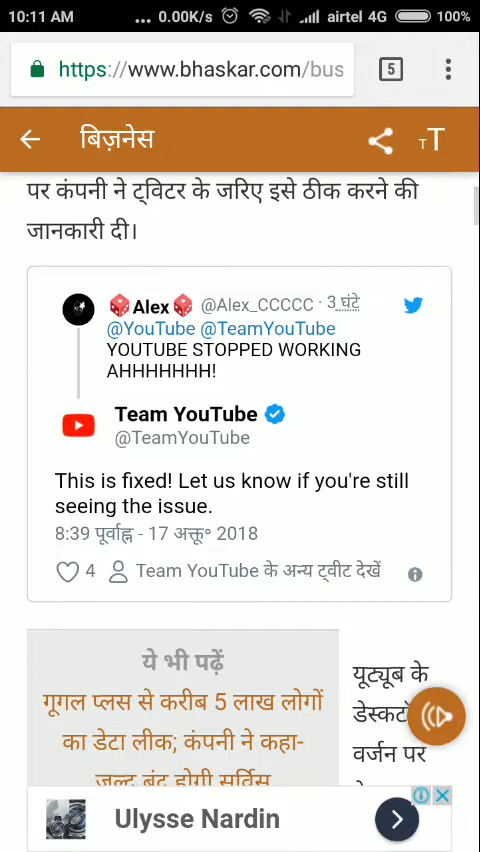 10:11 AM ... 0.00K/s airtel 4G 100%
https://www.bhaskar.com/bus
5
बिज़नेस
TT
पर कंपनी ने ट्विटर के जरिए इसे ठीक करने की
जानकारी दी।
Alex @Alex_CCCCC · 3 घंटे
@YouTube @TeamYouTube
YOUTUBE STOPPED WORKING
AHHHHHHH!
Team YouTube
@TeamYouTube
This is fixed! Let us know if you're still
seeing the issue.
8:39 पूर्वाह्न - 17 अक्तू॰ 2018
4 Team YouTube के अन्य ट्वीट देखें
ये भी पढ़ें
गूगल प्लस से करीब 5 लाख लोगों
का डेटा लीक; कंपनी ने कहा-
जल्द बंद होगी सर्विस
यूट्यूब के
वर्जन पर
Ulysse Nardin